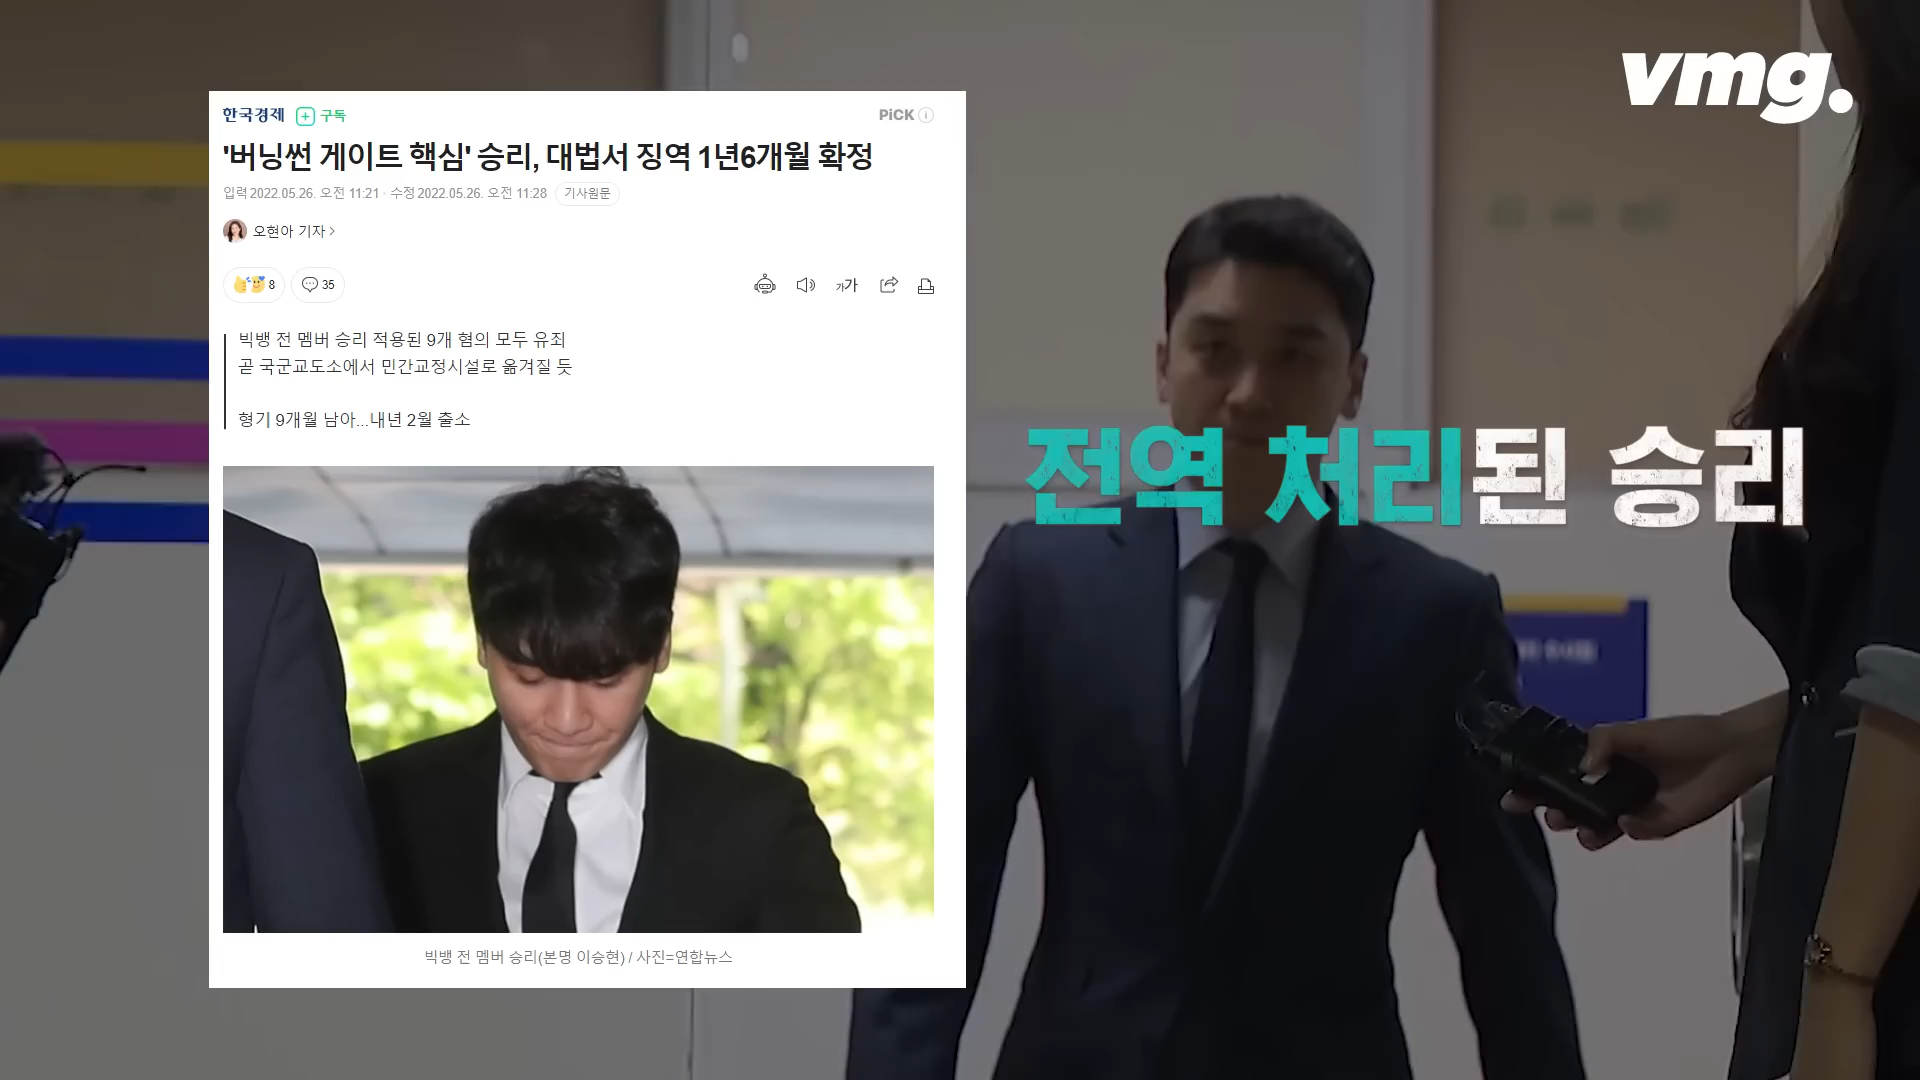 한국경제 구독 PiCK
'버닝썬 게이트 핵심' 승리, 대법서 징역 1년6개월 확정
입력 2022.05.26. 오전 11:21 · 수정 2022.05.26. 오전 11:28 기사원문
오현아 기자
8 35 가가
빅뱅 전 멤버 승리 적용된 9개 혐의 모두 유죄
곧 국군교도소에서 민간교정시설로 옮겨질 듯
형기 9개월 남아...내년 2월 출소
빅뱅 전 멤버 승리(본명 이승현) / 사진=연합뉴스
vmg.
전역 처리된 승리